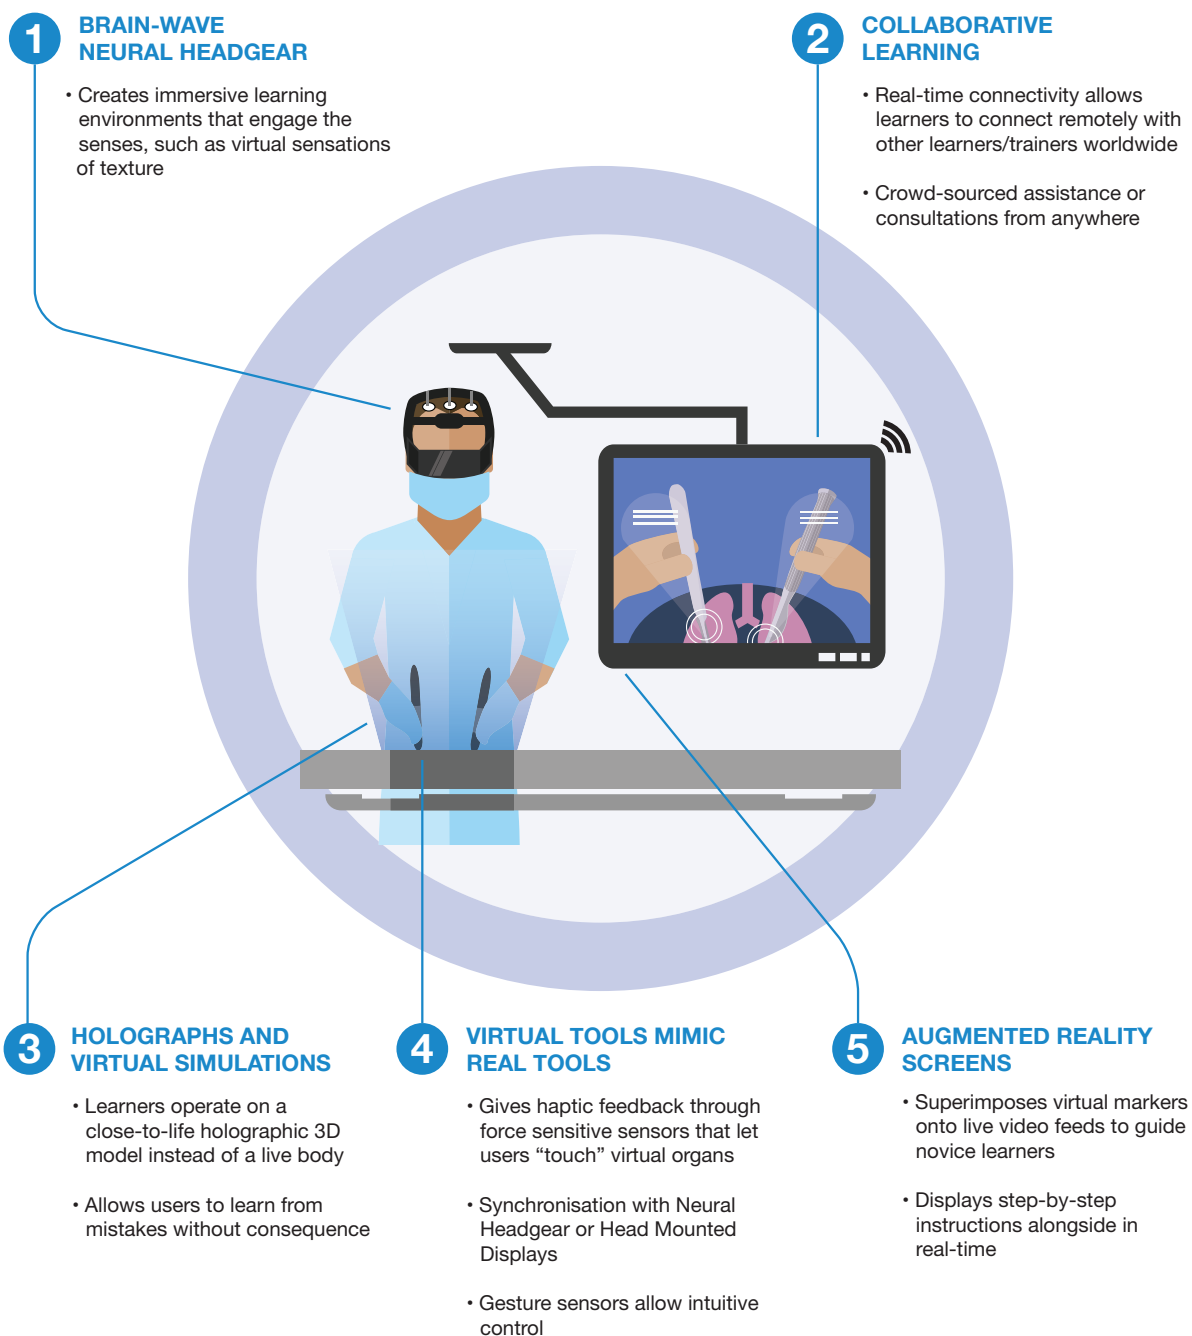 1
BRAIN-WAVE
NEURAL HEADGEAR
• Creates immersive learning
environments that engage the
senses, such as virtual sensations
of texture
2
COLLABORATIVE
LEARNING
• Real-time connectivity allows
learners to connect remotely with
other learners/trainers worldwide
• Crowd-sourced assistance or
consultations from anywhere
3
HOLOGRAPHS AND
VIRTUAL SIMULATIONS
• Learners operate on a
close-to-life holographic 3D
model instead of a live body
• Allows users to learn from
mistakes without consequence
4
VIRTUAL TOOLS MIMIC
REAL TOOLS
• Gives haptic feedback through
force sensitive sensors that let
users “touch” virtual organs
• Synchronisation with Neural
Headgear or Head Mounted
Displays
• Gesture sensors allow intuitive
control
5
AUGMENTED REALITY
SCREENS
• Superimposes virtual markers
onto live video feeds to guide
novice learners
• Displays step-by-step
instructions alongside in
real-time